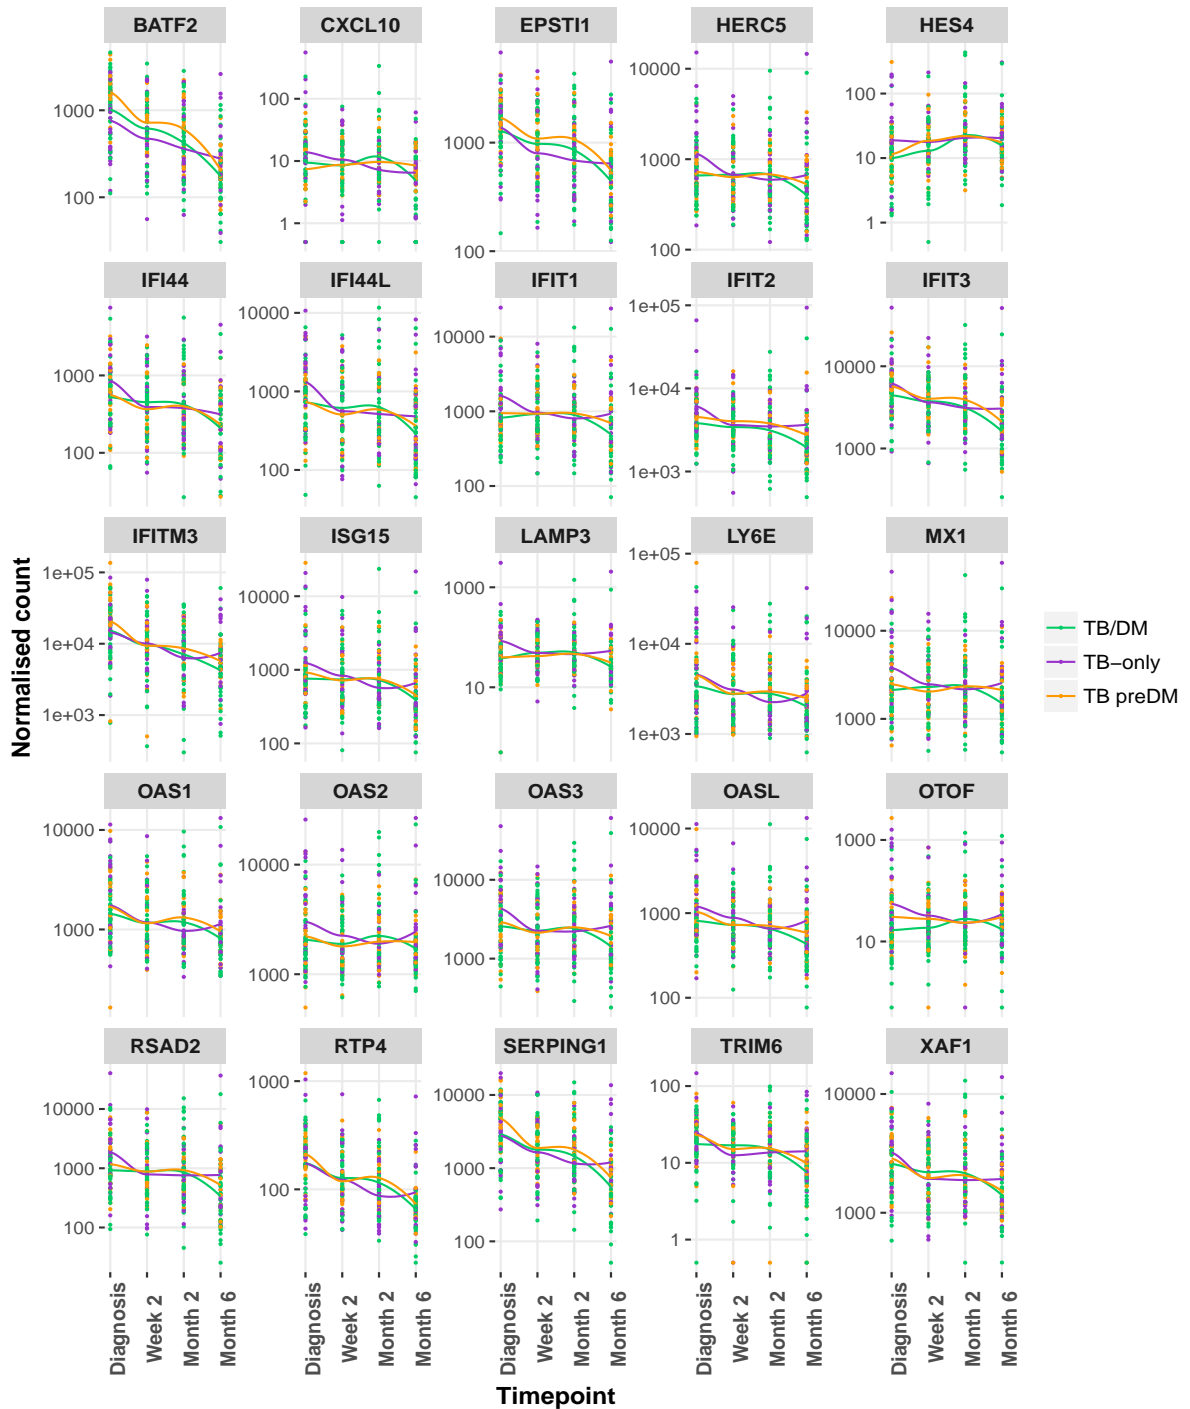 BATF2 CXCL10 EPSTI1 HERC5 HES4
1000
100
100
10
1
1000
100
10000
1000
100
100
10
1
IFI44 IFI44L IFIT1 IFIT2 IFIT3
1000
100
10000
1000
100
10000
1000
100
1e+05
1e+04
1e+03
10000
1000
IFITM3 ISG15 LAMP3 LY6E MX1
1e+05
1e+04
1e+03
10000
1000
100
1000
10
1e+05
1e+04
1e+03
10000
1000
OAS1 OAS2 OAS3 OASL OTOF
10000
1000
10000
1000
10000
1000
10000
1000
100
1000
10
RSAD2 RTP4 SERPING1 TRIM6 XAF1
10000
1000
100
1000
100
10000
1000
100
100
10
1
10000
1000
Diagnosis Week 2 Month 2 Month 6
Diagnosis Week 2 Month 2 Month 6
Diagnosis Week 2 Month 2 Month 6
Diagnosis Week 2 Month 2 Month 6
Diagnosis Week 2 Month 2 Month 6
Timepoint
Normalised count
TB/DM
TB−only
TB preDM